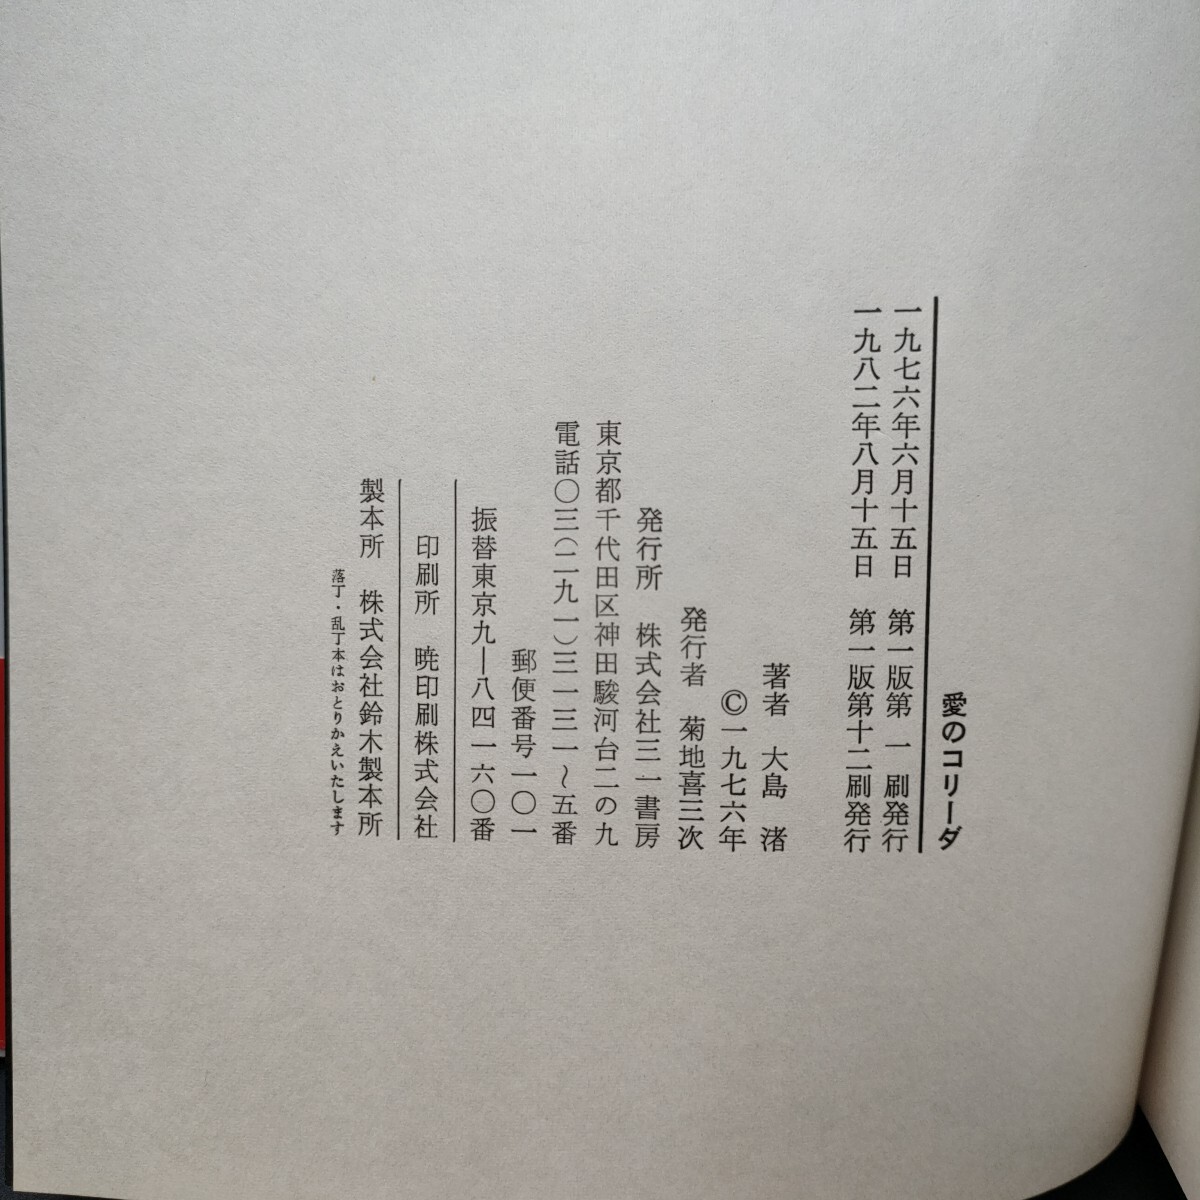 愛のコリーダ
一九七六年六月十五日　第一版第　一　刷発行
一九八二年八月十五日　第一版第十二刷発行
著者　大島　渚
©一九七六年
発行者　菊地喜三次
発行所　株式会社三一書房
東京都千代田区神田駿河台二の九
電話〇三(二九一)三一三一〜五番
郵便番号一〇一
振替東京九―八四一六〇番
印刷所　暁印刷株式会社
製本所　株式会社鈴木製本所
落丁・乱丁本はおとりかえいたします